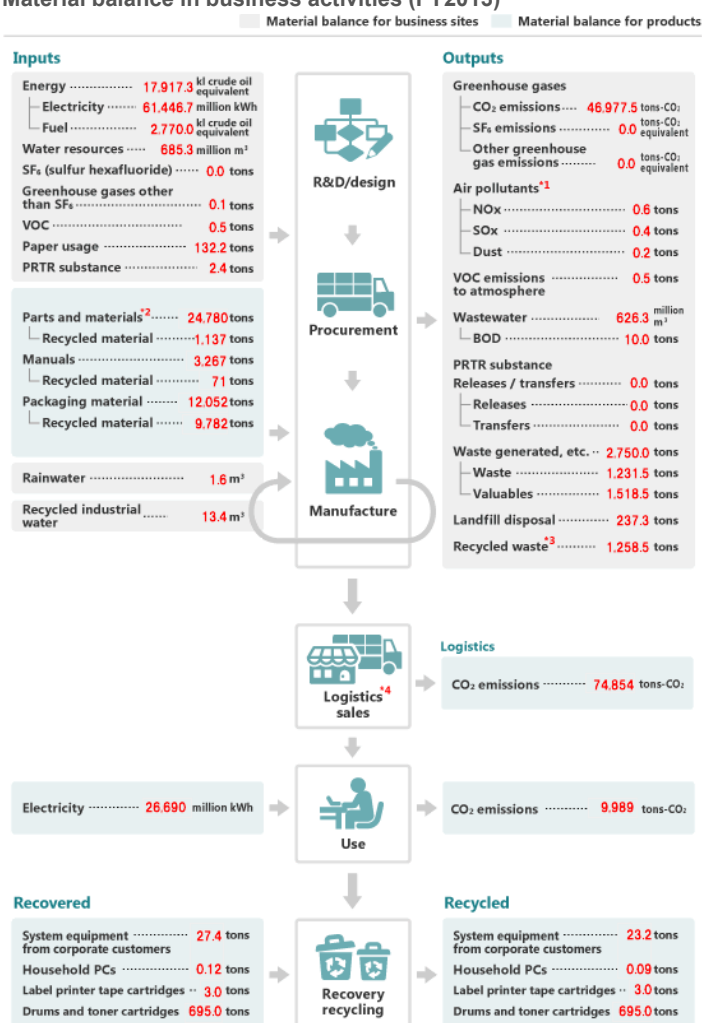 Material balance in business activities (FY2015)
Material balance for business sites Material balance for products
Inputs
Energy 17.917.3 kl crude oil equivalent
Electricity 61.446.7 million kWh
Fuel 2.770.0 kl crude oil equivalent
Water resources 685.3 million m³
SF₆ (sulfur hexafluoride) 0.0 tons
Greenhouse gases other
than SF₆ 0.1 tons
VOC 0.5 tons
Paper usage 132.2 tons
PRTR substance 2.4 tons
Parts and materials*2 24.780 tons
Recycled material 1.137 tons
Manuals 3.267 tons
Recycled material 71 tons
Packaging material 12.052 tons
Recycled material 9.782 tons
Rainwater 1.6 m³
Recycled industrial
water 13.4 m³
R&D/design
Procurement
Manufacture
Outputs
Greenhouse gases
CO₂ emissions 46.977.5 tons-CO₂
SF₆ emissions 0.0 tons-CO₂ equivalent
Other greenhouse
gas emissions 0.0 tons-CO₂ equivalent
Air pollutants*1
NOx 0.6 tons
SOx 0.4 tons
Dust 0.2 tons
VOC emissions 0.5 tons
to atmosphere
Wastewater 626.3 million m³
BOD 10.0 tons
PRTR substance
Releases / transfers 0.0 tons
Releases 0.0 tons
Transfers 0.0 tons
Waste generated, etc. 2.750.0 tons
Waste 1.231.5 tons
Valuables 1.518.5 tons
Landfill disposal 237.3 tons
Recycled waste*3 1.258.5 tons
Logistics*4
sales
Logistics
CO₂ emissions 74.854 tons-CO₂
Electricity 26.690 million kWh
Use
CO₂ emissions 9.989 tons-CO₂
Recovered
System equipment 27.4 tons
from corporate customers
Household PCs 0.12 tons
Label printer tape cartridges 3.0 tons
Drums and toner cartridges 695.0 tons
Recovery
recycling
Recycled
System equipment 23.2 tons
from corporate customers
Household PCs 0.09 tons
Label printer tape cartridges 3.0 tons
Drums and toner cartridges 695.0 tons